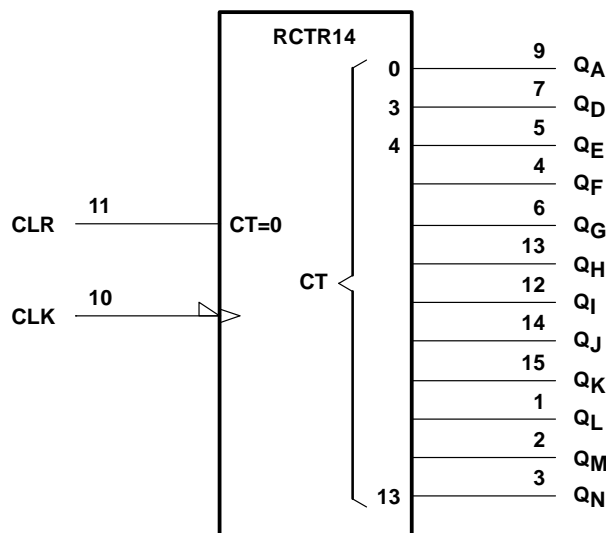 RCTR14
0 9 QA
3 7 QD
4 5 QE
4 QF
CLR 11 CT=0 6 QG
13 QH
CT
CLK 10 12 QI
14 QJ
15 QK
1 QL
2 QM
13 3 QN